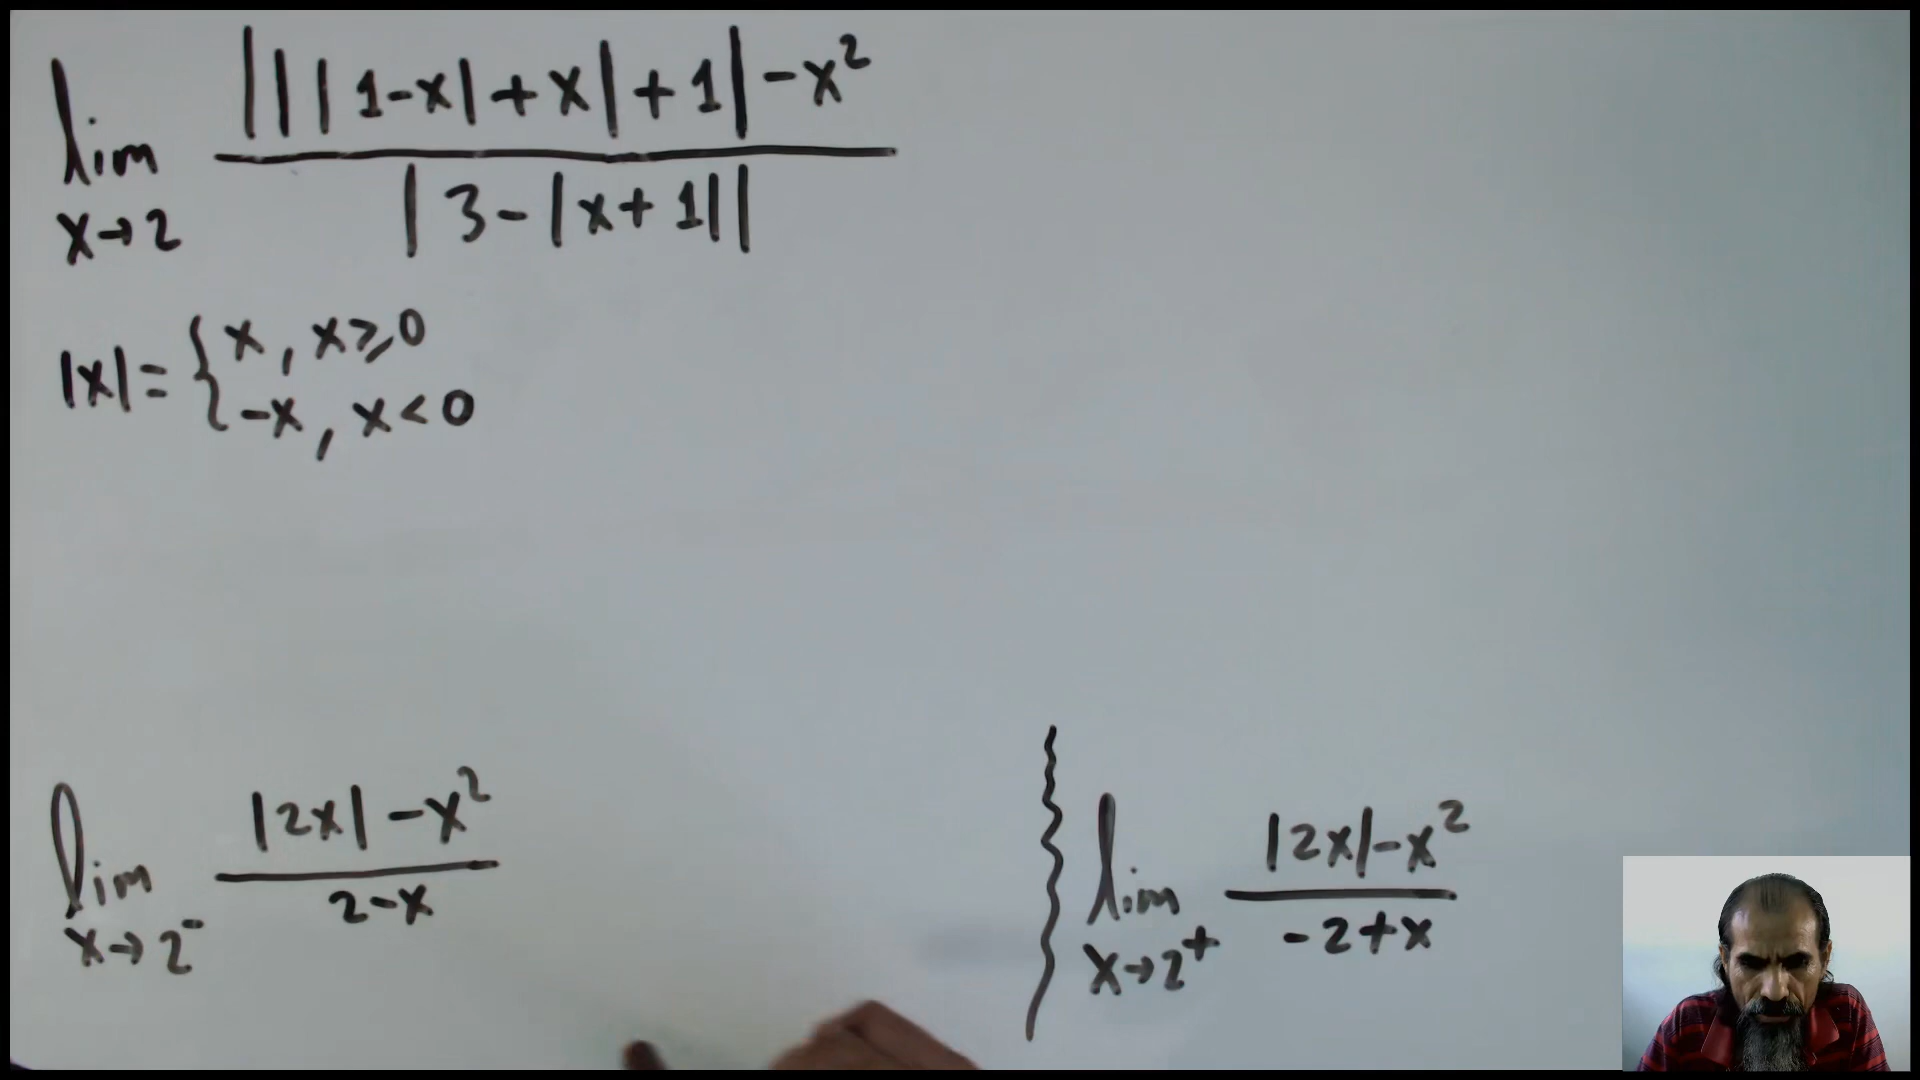 lim x→2 ||||1-x|+x|+1|-x² / |3-|x+1||
|x| = { x , x ≥ 0
-x , x < 0
lim x→2⁻ |2x|-x² / 2-x
lim x→2⁺ |2x|-x² / -2+x